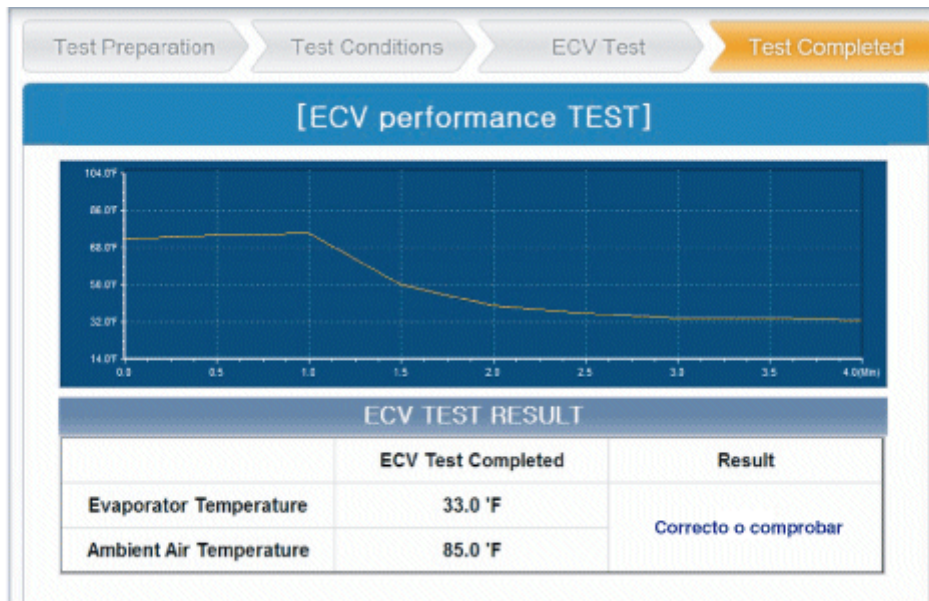 Test Preparation
Test Conditions
ECV Test
Test Completed
[ECV performance TEST]
104.0'F
86.0'F
68.0'F
50.0'F
32.0'F
14.0'F
0.0 0.5 1.0 1.5 2.0 2.5 3.0 3.5 4.0(Min)
ECV TEST RESULT
ECV Test Completed Result
Evaporator Temperature 33.0 'F
Correcto o comprobar
Ambient Air Temperature 85.0 'F